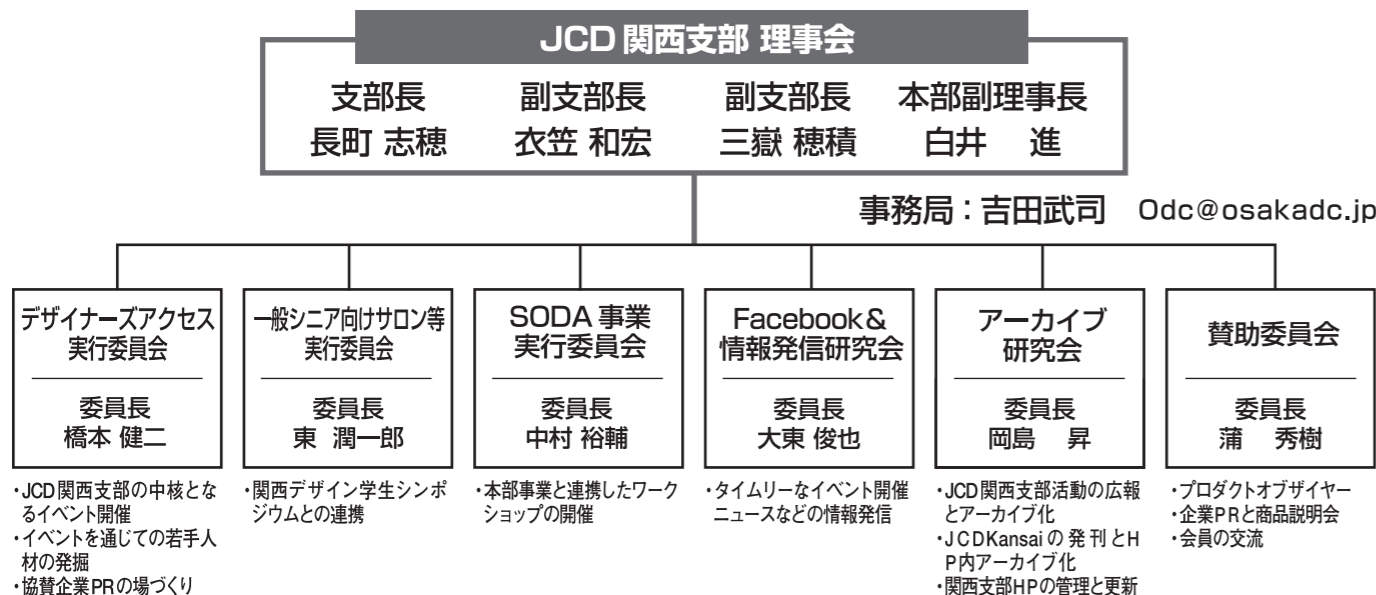 JCD関西支部 理事会
支部長 副支部長 副支部長 本部副理事長
長町 志穂 衣笠 和宏 三嶽 穂積 白井 進
事務局：吉田武司 Odc@osakadc.jp
デザイナーズアクセス
実行委員会
委員長
橋本 健二
・JCD関西支部の中核とな
るイベント開催
・イベントを通じての若手人
材の発掘
・協賛企業PRの場づくり
一般シニア向けサロン等
実行委員会
委員長
東 潤一郎
・関西デザイン学生シンポ
ジウムとの連携
SODA 事業
実行委員会
委員長
中村 裕輔
・本部事業と連携したワーク
ショップの開催
Facebook＆
情報発信研究会
委員長
大東 俊也
・タイムリーなイベント開催
ニュースなどの情報発信
アーカイブ
研究会
委員長
岡島 昇
・JCD関西支部活動の広報
とアーカイブ化
・JCDKansaiの発刊とH
P内アーカイブ化
・関西支部HPの管理と更新
賛助委員会
委員長
蒲 秀樹
・プロダクトオブザイヤー
・企業PRと商品説明会
・会員の交流